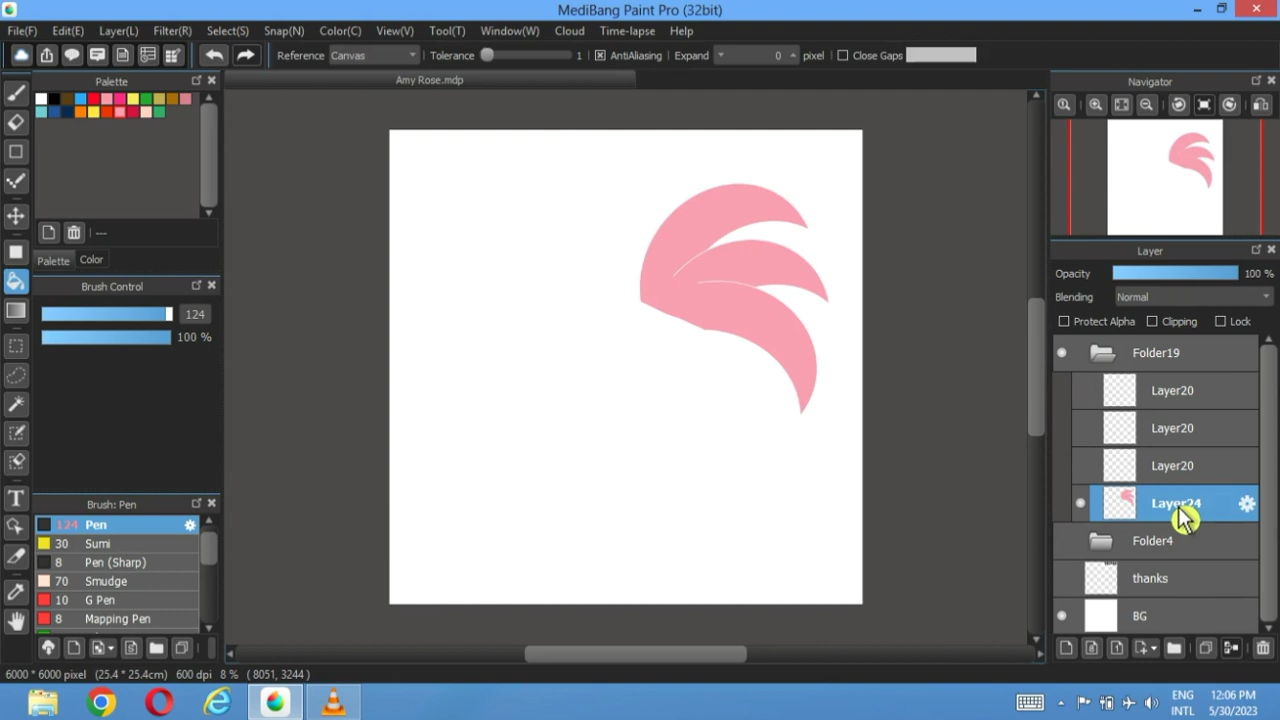 MediBang Paint Pro (32bit)
File(F) Edit(E) Layer(L) Filter(R) Select(S) Snap(N) Color(C) View(V) Tool(T) Window(W) Cloud Time-lapse Help
Reference Canvas Tolerance 1 AntiAliasing Expand 0 pixel Close Gaps
Palette
Amy Rose.mdp
Navigator
---
Palette Color
Brush Control
124
100 %
Layer
Opacity 100 %
Blending Normal
Protect Alpha Clipping Lock
Folder19
Layer20
Layer20
Layer20
Layer24
Folder4
thanks
BG
Brush: Pen
124 Pen
30 Sumi
8 Pen (Sharp)
70 Smudge
10 G Pen
8 Mapping Pen
6000 * 6000 pixel (25.4 * 25.4cm) 600 dpi 8 % ( 8051, 3244 )
ENG 12:06 PM
INTL 5/30/2023